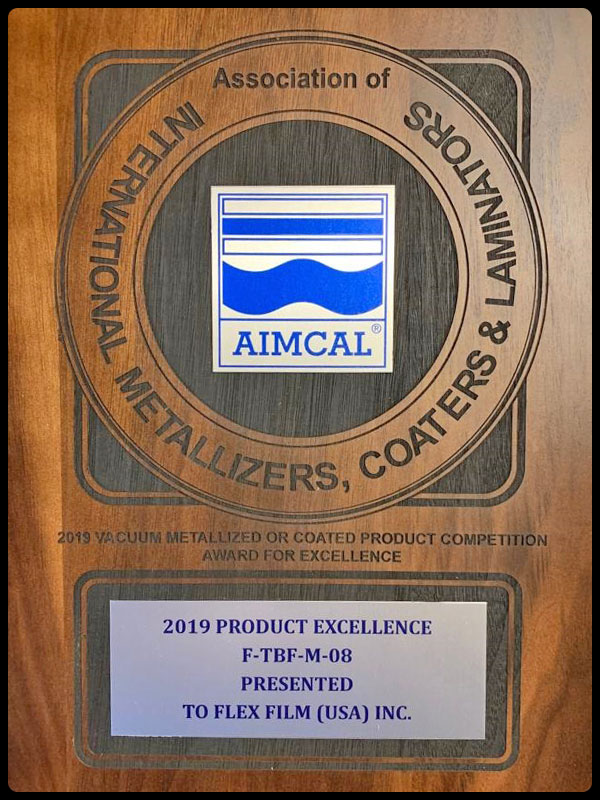 Association of
INTERNATIONAL METALLIZERS, COATERS & LAMINATORS
AIMCAL®
2019 VACUUM METALLIZED OR COATED PRODUCT COMPETITION
AWARD FOR EXCELLENCE
2019 PRODUCT EXCELLENCE
F-TBF-M-08
PRESENTED
TO FLEX FILM (USA) INC.